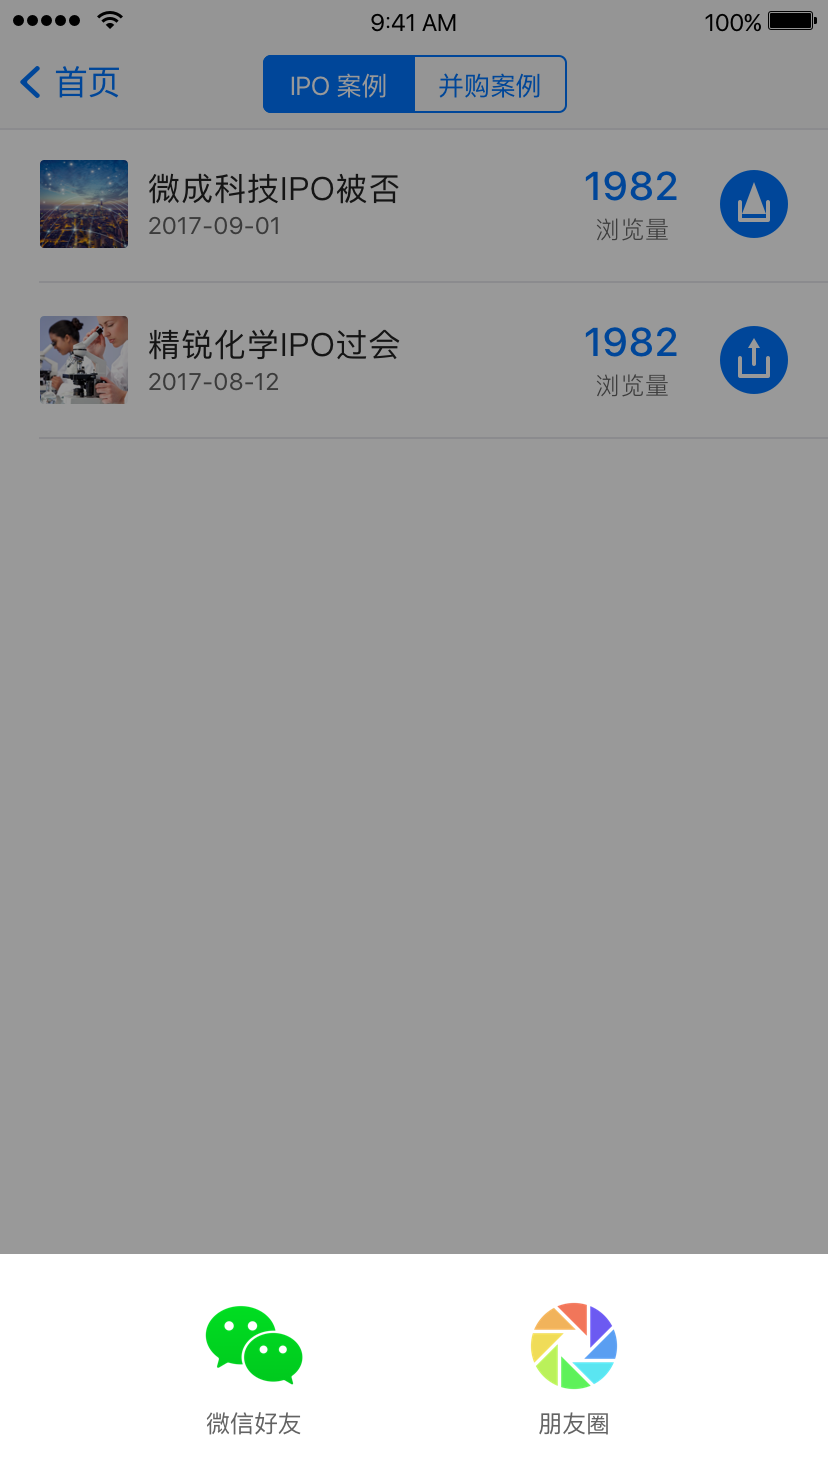 9:41 AM
100%
首页
IPO 案例
并购案例
微成科技IPO被否
2017-09-01
1982
浏览量
精锐化学IPO过会
2017-08-12
1982
浏览量
微信好友
朋友圈